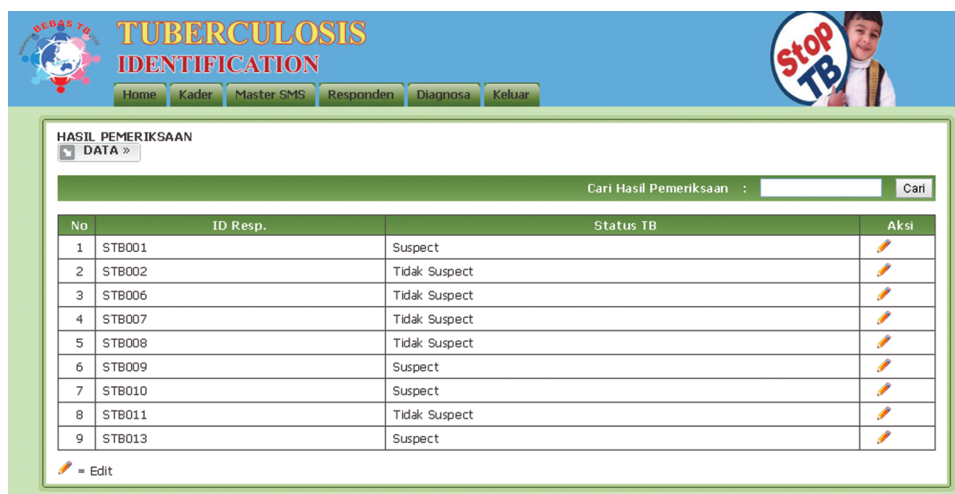 BEBAS TB
TUBERCULOSIS
IDENTIFICATION
Stop
TB
Home Kader Master SMS Responden Diagnosa Keluar
HASIL PEMERIKSAAN
DATA »
Cari Hasil Pemeriksaan : Cari
No ID Resp. Status TB Aksi
1 STB001 Suspect
2 STB002 Tidak Suspect
3 STB006 Tidak Suspect
4 STB007 Tidak Suspect
5 STB008 Tidak Suspect
6 STB009 Suspect
7 STB010 Suspect
8 STB011 Tidak Suspect
9 STB013 Suspect
= Edit